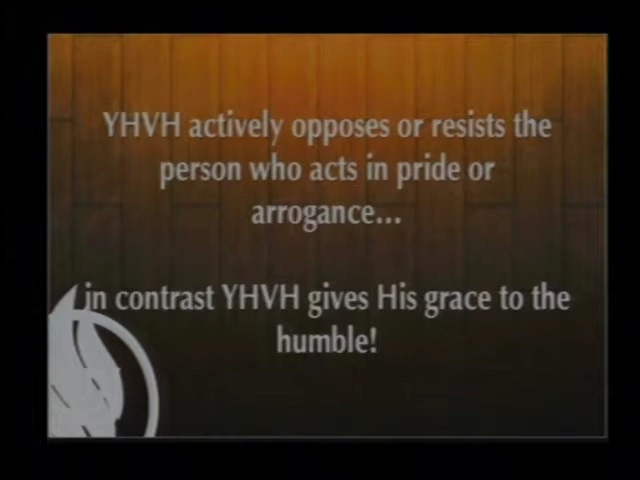 YHVH actively opposes or resists the
person who acts in pride or
arrogance...
in contrast YHVH gives His grace to the
humble!